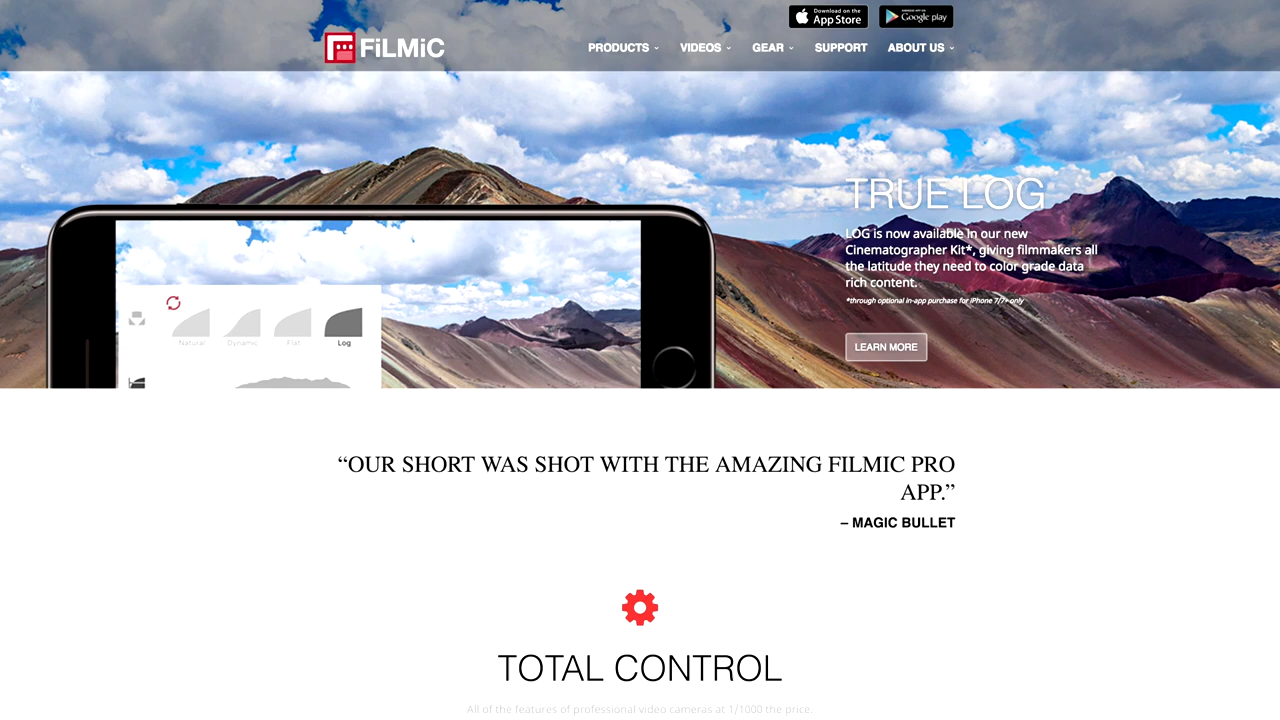 Download on the
App Store
Google play
FiLMiC
PRODUCTS
VIDEOS
GEAR
SUPPORT
ABOUT US
TRUE LOG
LOG is now available in our new
Cinematographer Kit*, giving filmmakers all
the latitude they need to color grade data
rich content.
*through optional in-app purchase for iPhone 7/7+ only
Natural
Dynamic
Flat
Log
LEARN MORE
“OUR SHORT WAS SHOT WITH THE AMAZING FILMIC PRO
APP.”
– MAGIC BULLET
TOTAL CONTROL
All of the features of professional video cameras at 1/1000 the price.